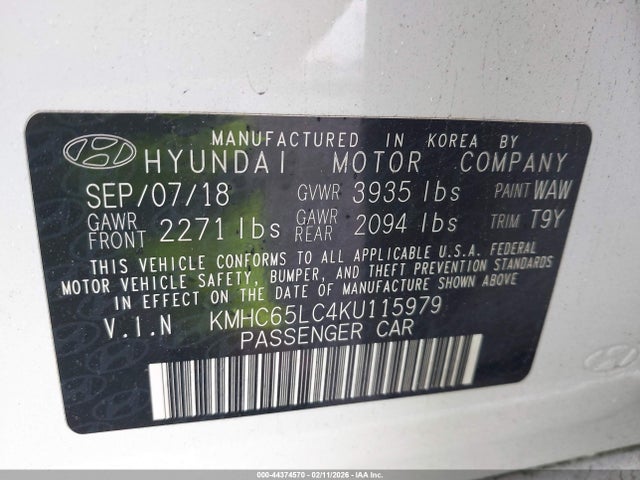 MANUFACTURED IN KOREA BY
HYUNDAI MOTOR COMPANY
SEP/07/18 GVWR 3935 lbs PAINT WAW
GAWR FRONT 2271 lbs GAWR REAR 2094 lbs TRIM T9Y
THIS VEHICLE CONFORMS TO ALL APPLICABLE U.S.A. FEDERAL
MOTOR VEHICLE SAFETY, BUMPER, AND THEFT PREVENTION STANDARDS
IN EFFECT ON THE DATE OF MANUFACTURE SHOWN ABOVE
V.I.N KMHC65LC4KU115979
PASSENGER CAR
000-44374570 - 02/11/2026 - IAAI.COM